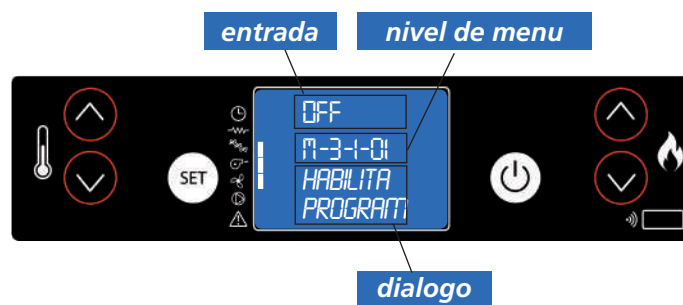 entrada nivel de menu
OFF
M-3-1-01
SET
HABILITA
PROGRAM
dialogo